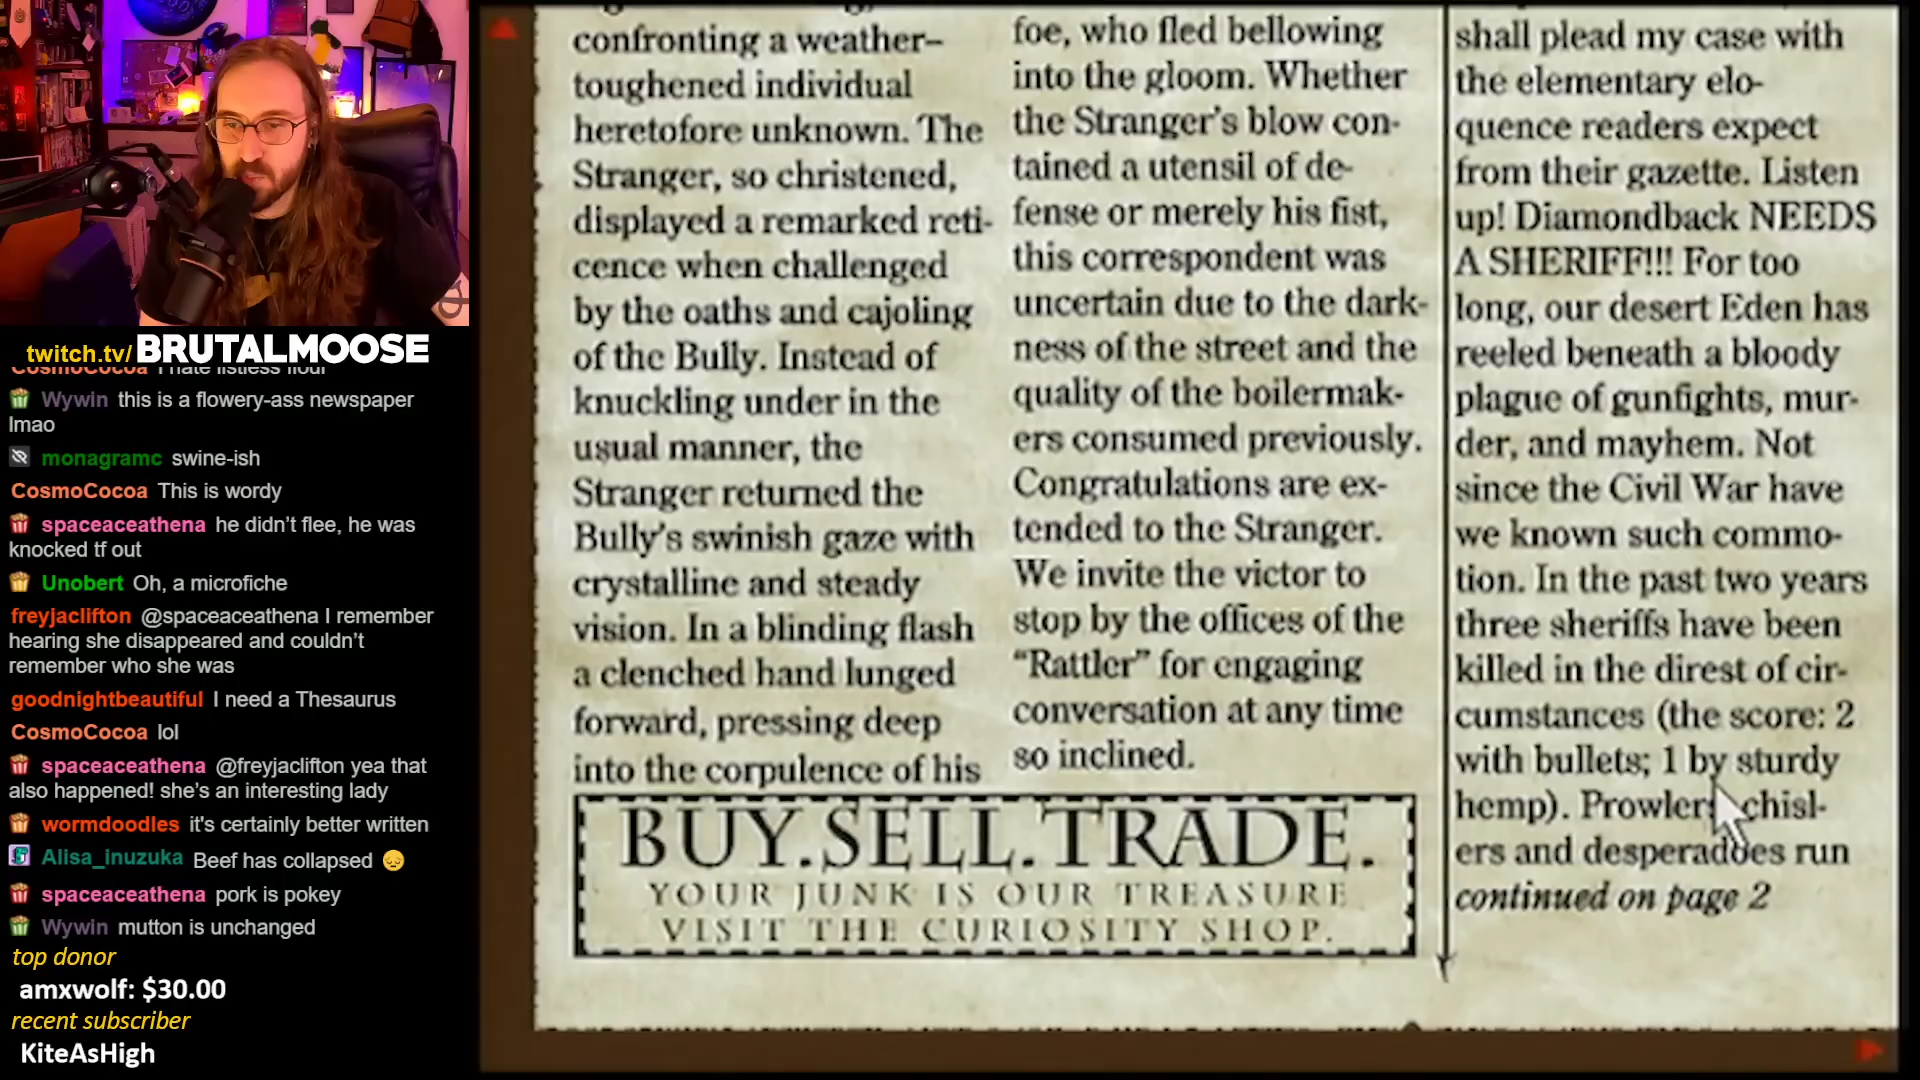 twitch.tv/BRUTALMOOSE
CosmoCocoa I hate listless flour
Wywin this is a flowery-ass newspaper
lmao
monagramc swine-ish
CosmoCocoa This is wordy
spaceaceathena he didn't flee, he was
knocked tf out
Unobert Oh, a microfiche
freyjaclifton @spaceaceathena I remember
hearing she disappeared and couldn't
remember who she was
goodnightbeautiful I need a Thesaurus
CosmoCocoa lol
spaceaceathena @freyjaclifton yea that
also happened! she's an interesting lady
wormdoodles it's certainly better written
Alisa_inuzuka Beef has collapsed 😔
spaceaceathena pork is pokey
Wywin mutton is unchanged
top donor
amxwolf: $30.00
recent subscriber
KiteAsHigh
confronting a weather–
toughened individual
heretofore unknown. The
Stranger, so christened,
displayed a remarked reti-
cence when challenged
by the oaths and cajoling
of the Bully. Instead of
knuckling under in the
usual manner, the
Stranger returned the
Bully's swinish gaze with
crystalline and steady
vision. In a blinding flash
a clenched hand lunged
forward, pressing deep
into the corpulence of his
foe, who fled bellowing
into the gloom. Whether
the Stranger's blow con-
tained a utensil of de-
fense or merely his fist,
this correspondent was
uncertain due to the dark-
ness of the street and the
quality of the boilermak-
ers consumed previously.
Congratulations are ex-
tended to the Stranger.
We invite the victor to
stop by the offices of the
"Rattler" for engaging
conversation at any time
so inclined.
BUY.SELL.TRADE.
YOUR JUNK IS OUR TREASURE
VISIT THE CURIOSITY SHOP.
shall plead my case with
the elementary elo-
quence readers expect
from their gazette. Listen
up! Diamondback NEEDS
A SHERIFF!!! For too
long, our desert Eden has
reeled beneath a bloody
plague of gunfights, mur-
der, and mayhem. Not
since the Civil War have
we known such commo-
tion. In the past two years
three sheriffs have been
killed in the direst of cir-
cumstances (the score: 2
with bullets; 1 by sturdy
hemp). Prowlers, chisl-
ers and desperadoes run
continued on page 2